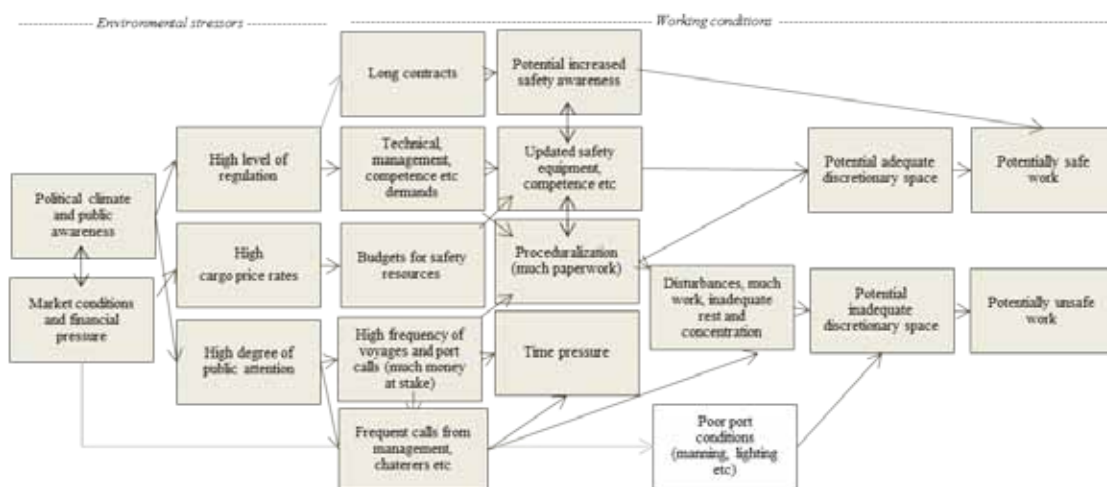 Environmental stressors
Working conditions
Long contracts
Potential increased
safety awareness
High level of
regulation
Technical,
management,
competence etc
demands
Updated safety
equipment,
competence etc
Potential adequate
discretionary space
Potentially safe
work
Political climate
and public
awareness
High
cargo price rates
Budgets for safety
resources
Proceduralization
(much paperwork)
Market conditions
and financial
pressure
Disturbances, much
work, inadequate
rest and
concentration
Potential
inadequate
discretionary space
Potentially unsafe
work
High degree of
public attention
High frequency of
voyages and port
calls (much money
at stake)
Time pressure
Frequent calls from
management,
chaterers etc
Poor port
conditions
(manning, lighting
etc)